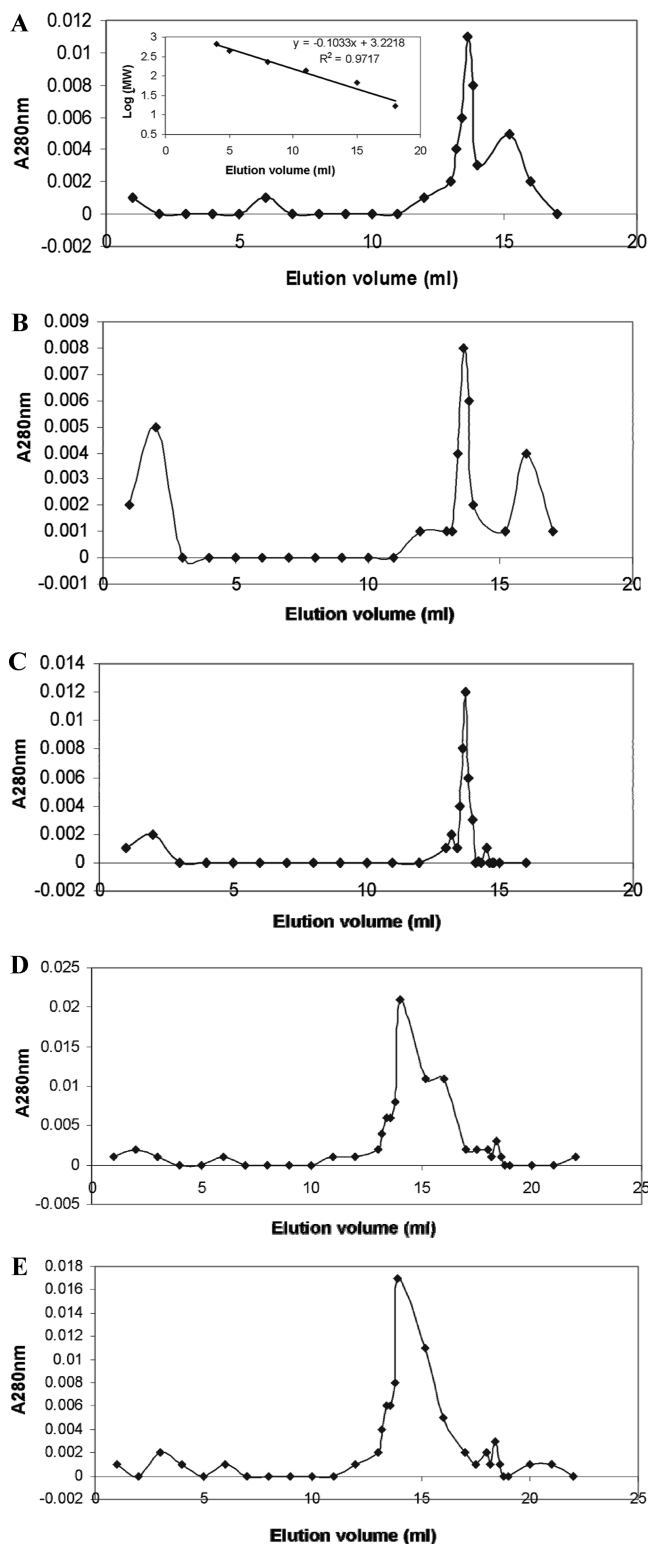 A
0.012
0.01
0.008
0.006
0.004
0.002
0
-0.002
A280nm
3
2.5
2
1.5
1
0.5
Log (MW)
y = -0.1033x + 3.2218
R² = 0.9717
0 5 10 15 20
Elution volume (ml)
0 5 10 15 20
Elution volume (ml)
B
0.009
0.008
0.007
0.006
0.005
0.004
0.003
0.002
0.001
0
-0.001
A280nm
0 5 10 15 20
Elution volume (ml)
C
0.014
0.012
0.01
0.008
0.006
0.004
0.002
0
-0.002
A280nm
0 5 10 15 20
Elution volume (ml)
D
0.025
0.02
0.015
0.01
0.005
0
-0.005
A280nm
0 5 10 15 20 25
Elution volume (ml)
E
0.018
0.016
0.014
0.012
0.01
0.008
0.006
0.004
0.002
0
-0.002
A280nm
0 5 10 15 20 25
Elution volume (ml)